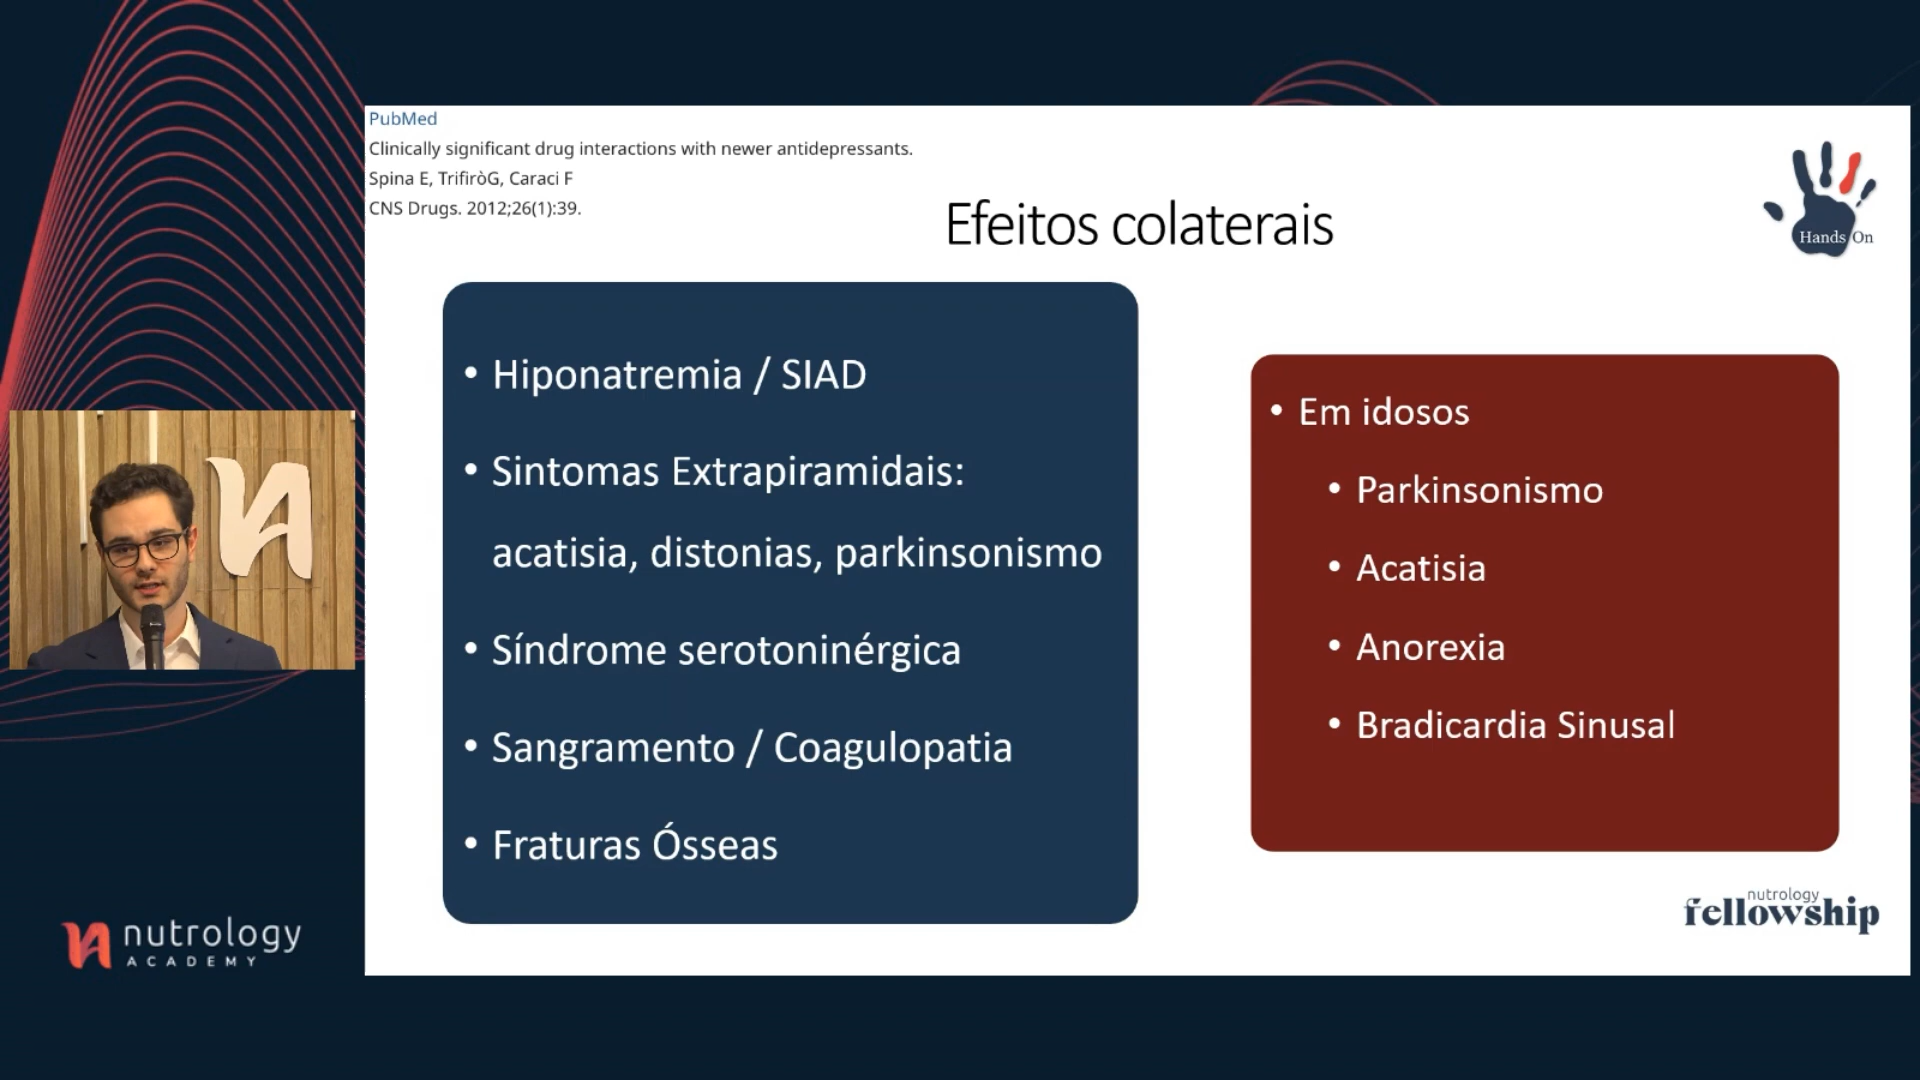 PubMed
Clinically significant drug interactions with newer antidepressants.
Spina E, TrifiròG, Caraci F
CNS Drugs. 2012;26(1):39.
Efeitos colaterais
Hands On
• Hiponatremia / SIAD
• Sintomas Extrapiramidais:
acatisia, distonias, parkinsonismo
• Síndrome serotoninérgica
• Sangramento / Coagulopatia
• Fraturas Ósseas
• Em idosos
• Parkinsonismo
• Acatisia
• Anorexia
• Bradicardia Sinusal
nutrology
fellowship
nutrology
ACADEMY